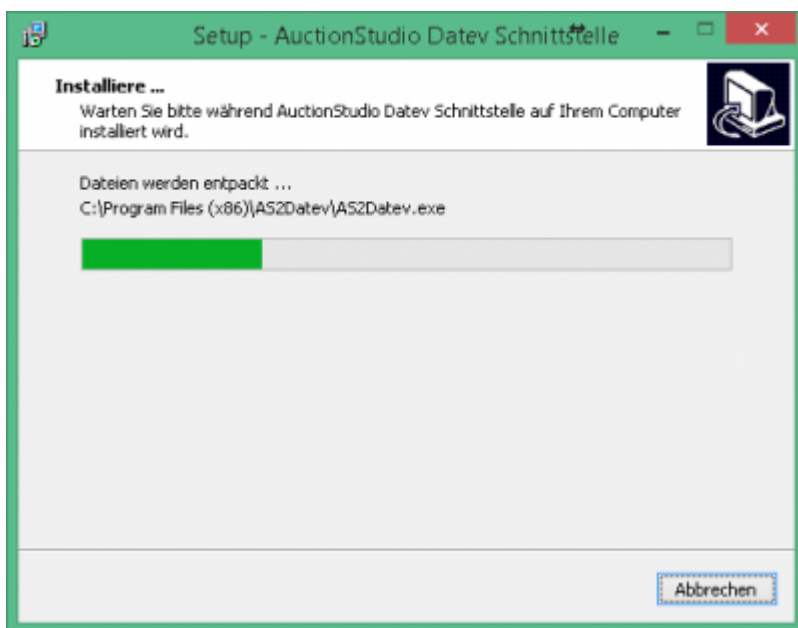 Setup - AuctionStudio Datev Schnittstelle
Installiere ...
Warten Sie bitte während AuctionStudio Datev Schnittstelle auf Ihrem Computer
installiert wird.
Dateien werden entpackt ...
C:\Program Files (x86)\AS2Datev\AS2Datev.exe
Abbrechen